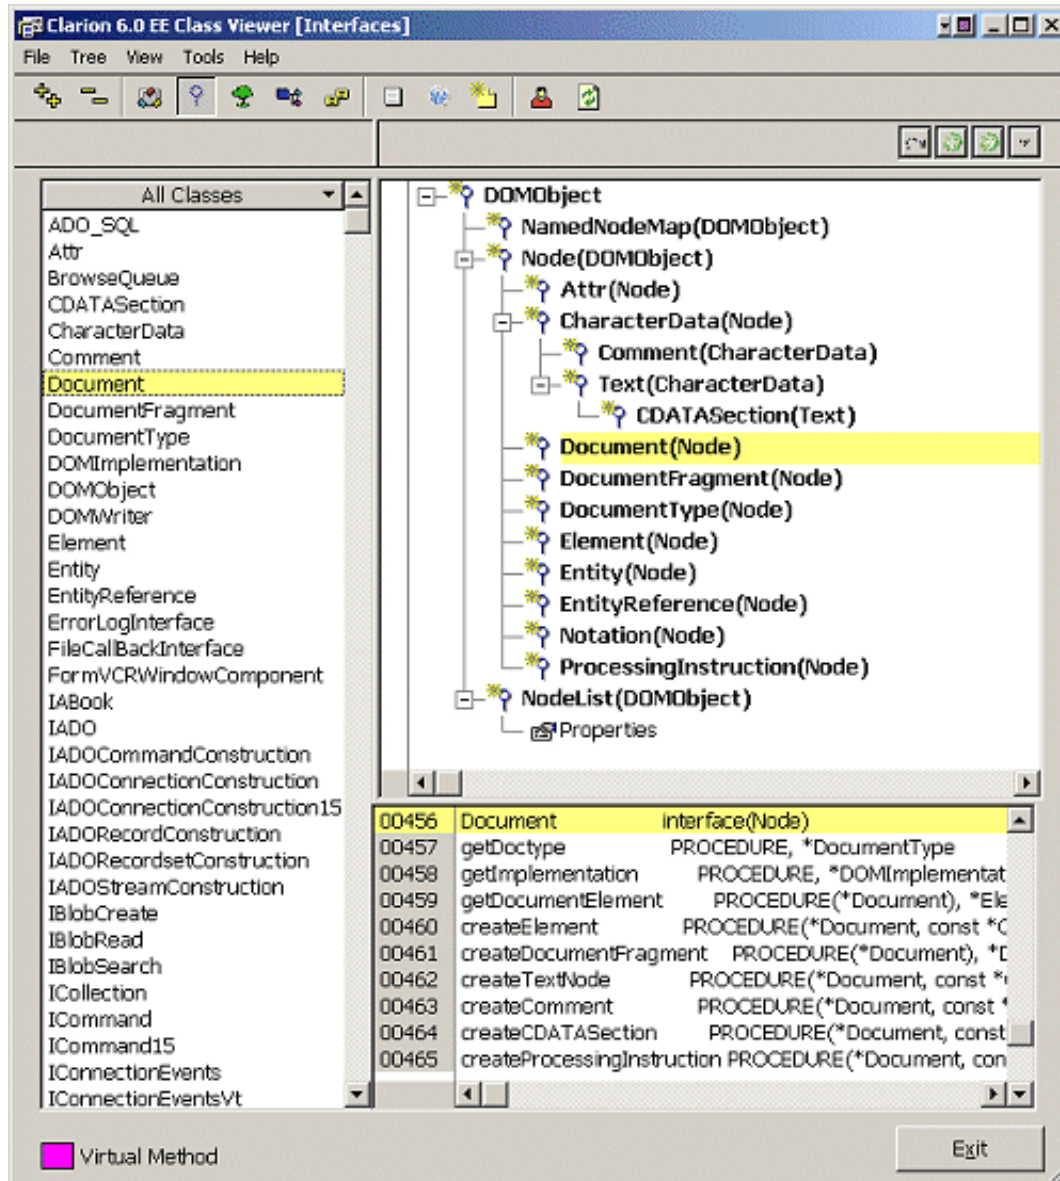 Clarion 6.0 EE Class Viewer [Interfaces]
File Tree View Tools Help
All Classes
ADO_SQL
Attr
BrowseQueue
CDATASection
CharacterData
Comment
Document
DocumentFragment
DocumentType
DOMImplementation
DOMObject
DOMWriter
Element
Entity
EntityReference
ErrorLogInterface
FileCallBackInterface
FormVCRWindowComponent
IABook
IADO
IADOCommandConstruction
IADOConnectionConstruction
IADOConnectionConstruction15
IADORecordConstruction
IADORecordsetConstruction
IADOStreamConstruction
IBlobCreate
IBlobRead
IBlobSearch
ICollection
ICommand
ICommand15
IConnectionEvents
IConnectionEventsVt
DOMObject
NamedNodeMap(DOMObject)
Node(DOMObject)
Attr(Node)
CharacterData(Node)
Comment(CharacterData)
Text(CharacterData)
CDATASection(Text)
Document(Node)
DocumentFragment(Node)
DocumentType(Node)
Element(Node)
Entity(Node)
EntityReference(Node)
Notation(Node)
ProcessingInstruction(Node)
NodeList(DOMObject)
Properties
00456 Document interface(Node)
00457 getDoctype PROCEDURE, *DocumentType
00458 getImplementation PROCEDURE, *DOMImplementat
00459 getDocumentElement PROCEDURE(*Document), *Ele
00460 createElement PROCEDURE(*Document, const *C
00461 createDocumentFragment PROCEDURE(*Document), *D
00462 createTextNode PROCEDURE(*Document, const *
00463 createComment PROCEDURE(*Document, const *
00464 createCDATASection PROCEDURE(*Document, const
00465 createProcessingInstruction PROCEDURE(*Document, con
Virtual Method
Exit